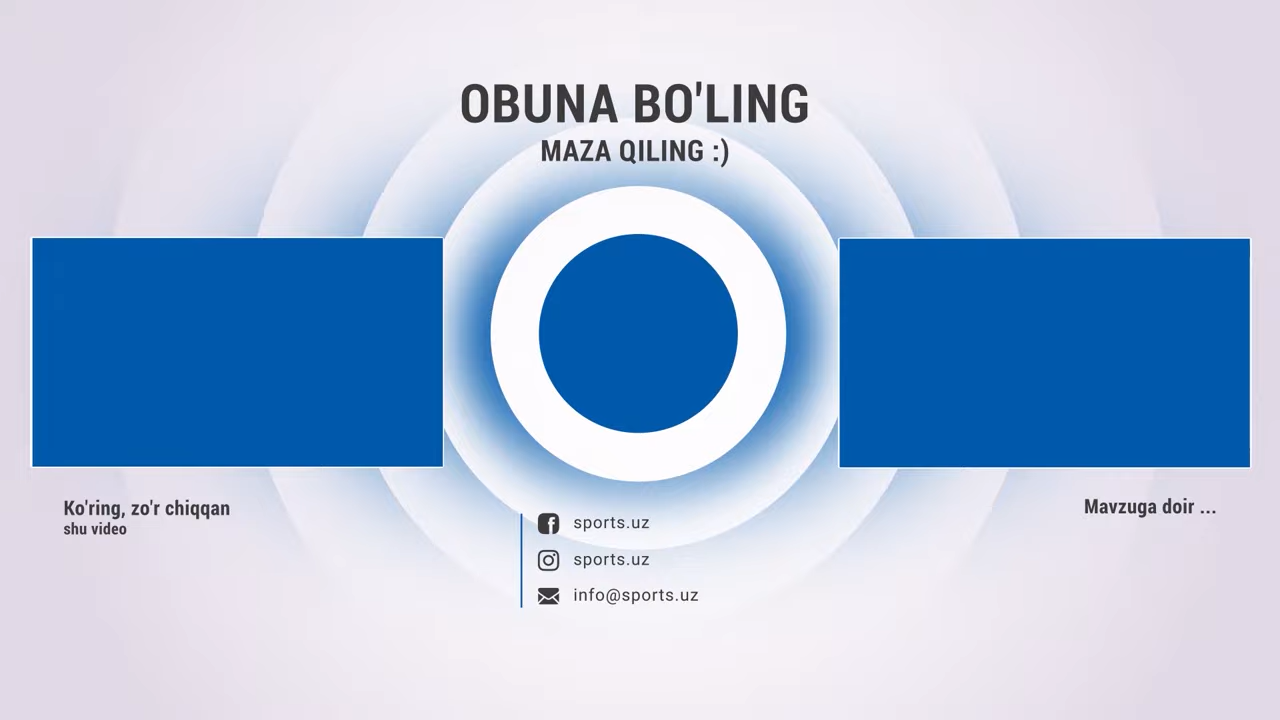 OBUNA BO'LING
MAZA QILING :)
Ko'ring, zo'r chiqqan
shu video
Mavzuga doir ...
sports.uz
sports.uz
info@sports.uz